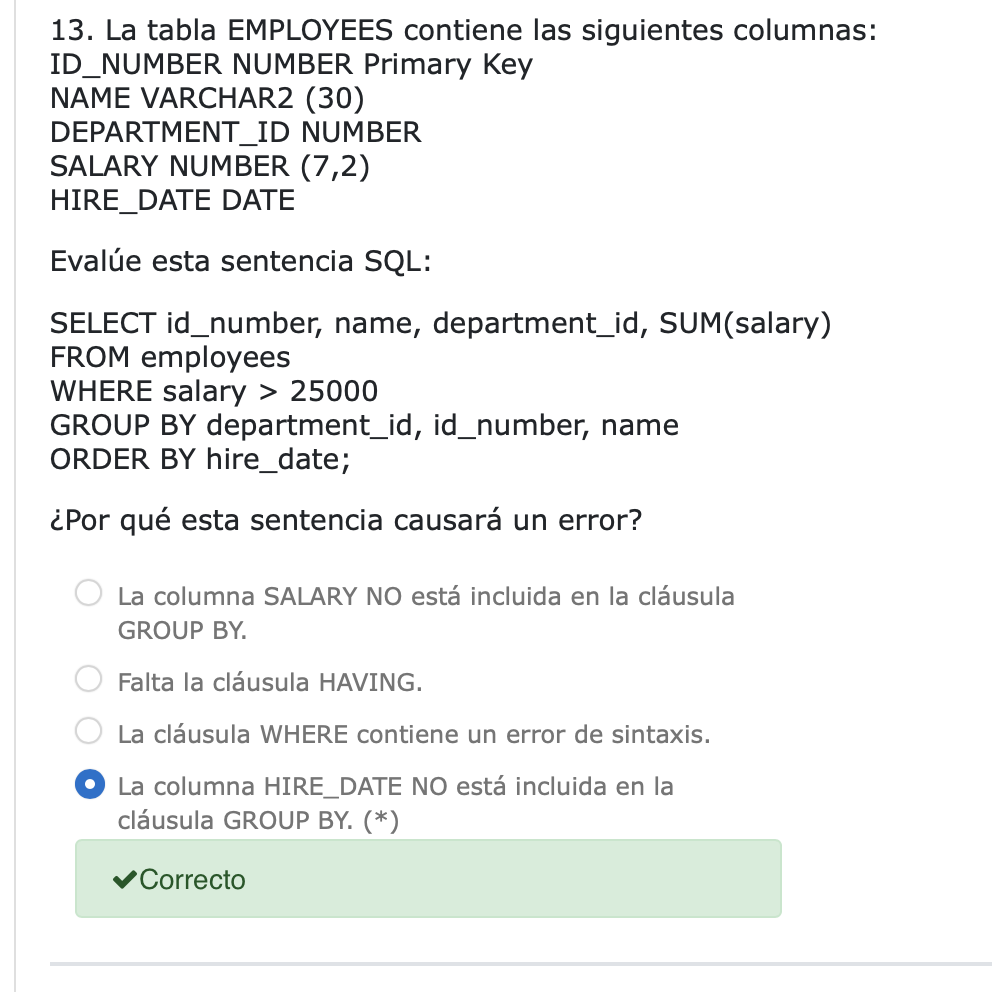 13. La tabla EMPLOYEES contiene las siguientes columnas:
ID_NUMBER NUMBER Primary Key
NAME VARCHAR2 (30)
DEPARTMENT_ID NUMBER
SALARY NUMBER (7,2)
HIRE_DATE DATE
Evalúe esta sentencia SQL:
SELECT id_number, name, department_id, SUM(salary)
FROM employees
WHERE salary > 25000
GROUP BY department_id, id_number, name
ORDER BY hire_date;
¿Por qué esta sentencia causará un error?
La columna SALARY NO está incluida en la cláusula
GROUP BY.
Falta la cláusula HAVING.
La cláusula WHERE contiene un error de sintaxis.
La columna HIRE_DATE NO está incluida en la
cláusula GROUP BY. (*)
✔Correcto